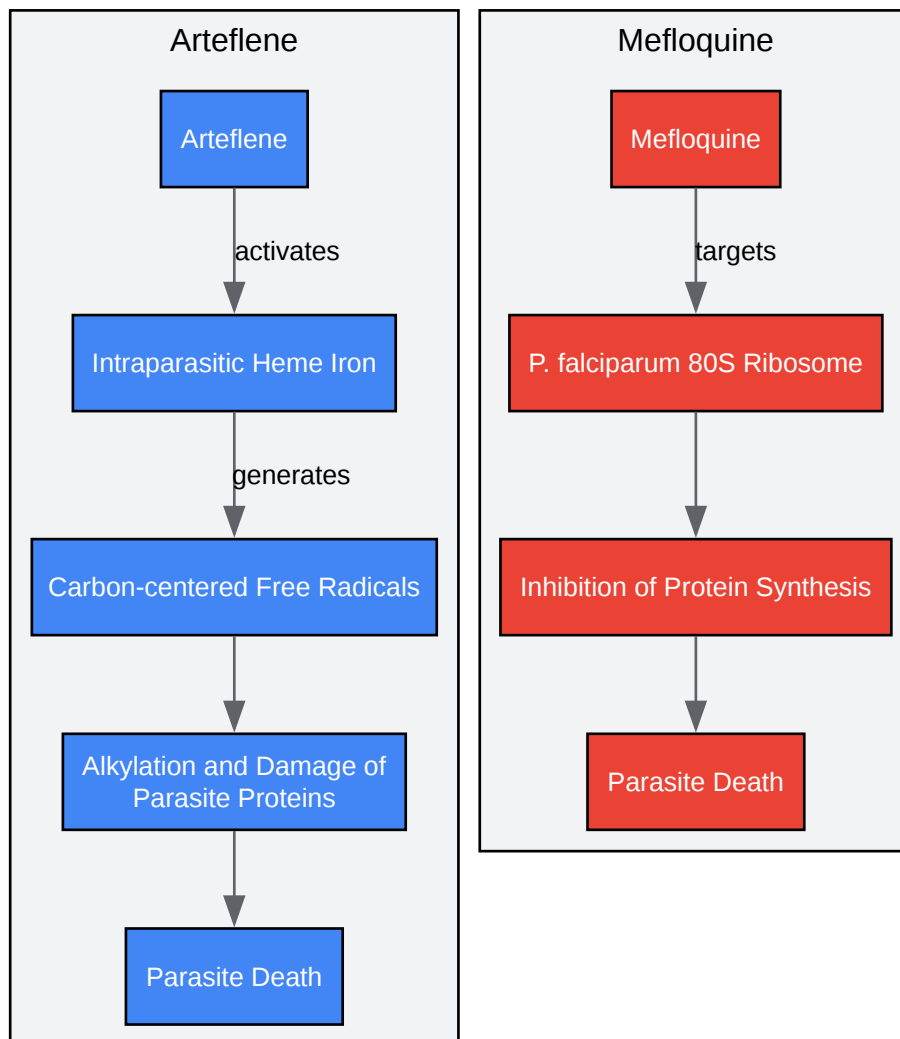 Arteflene
Arteflene
activates
Intraparasitic Heme Iron
generates
Carbon-centered Free Radicals
Alkylation and Damage of
Parasite Proteins
Parasite Death
Mefloquine
Mefloquine
targets
P. falciparum 80S Ribosome
Inhibition of Protein Synthesis
Parasite Death